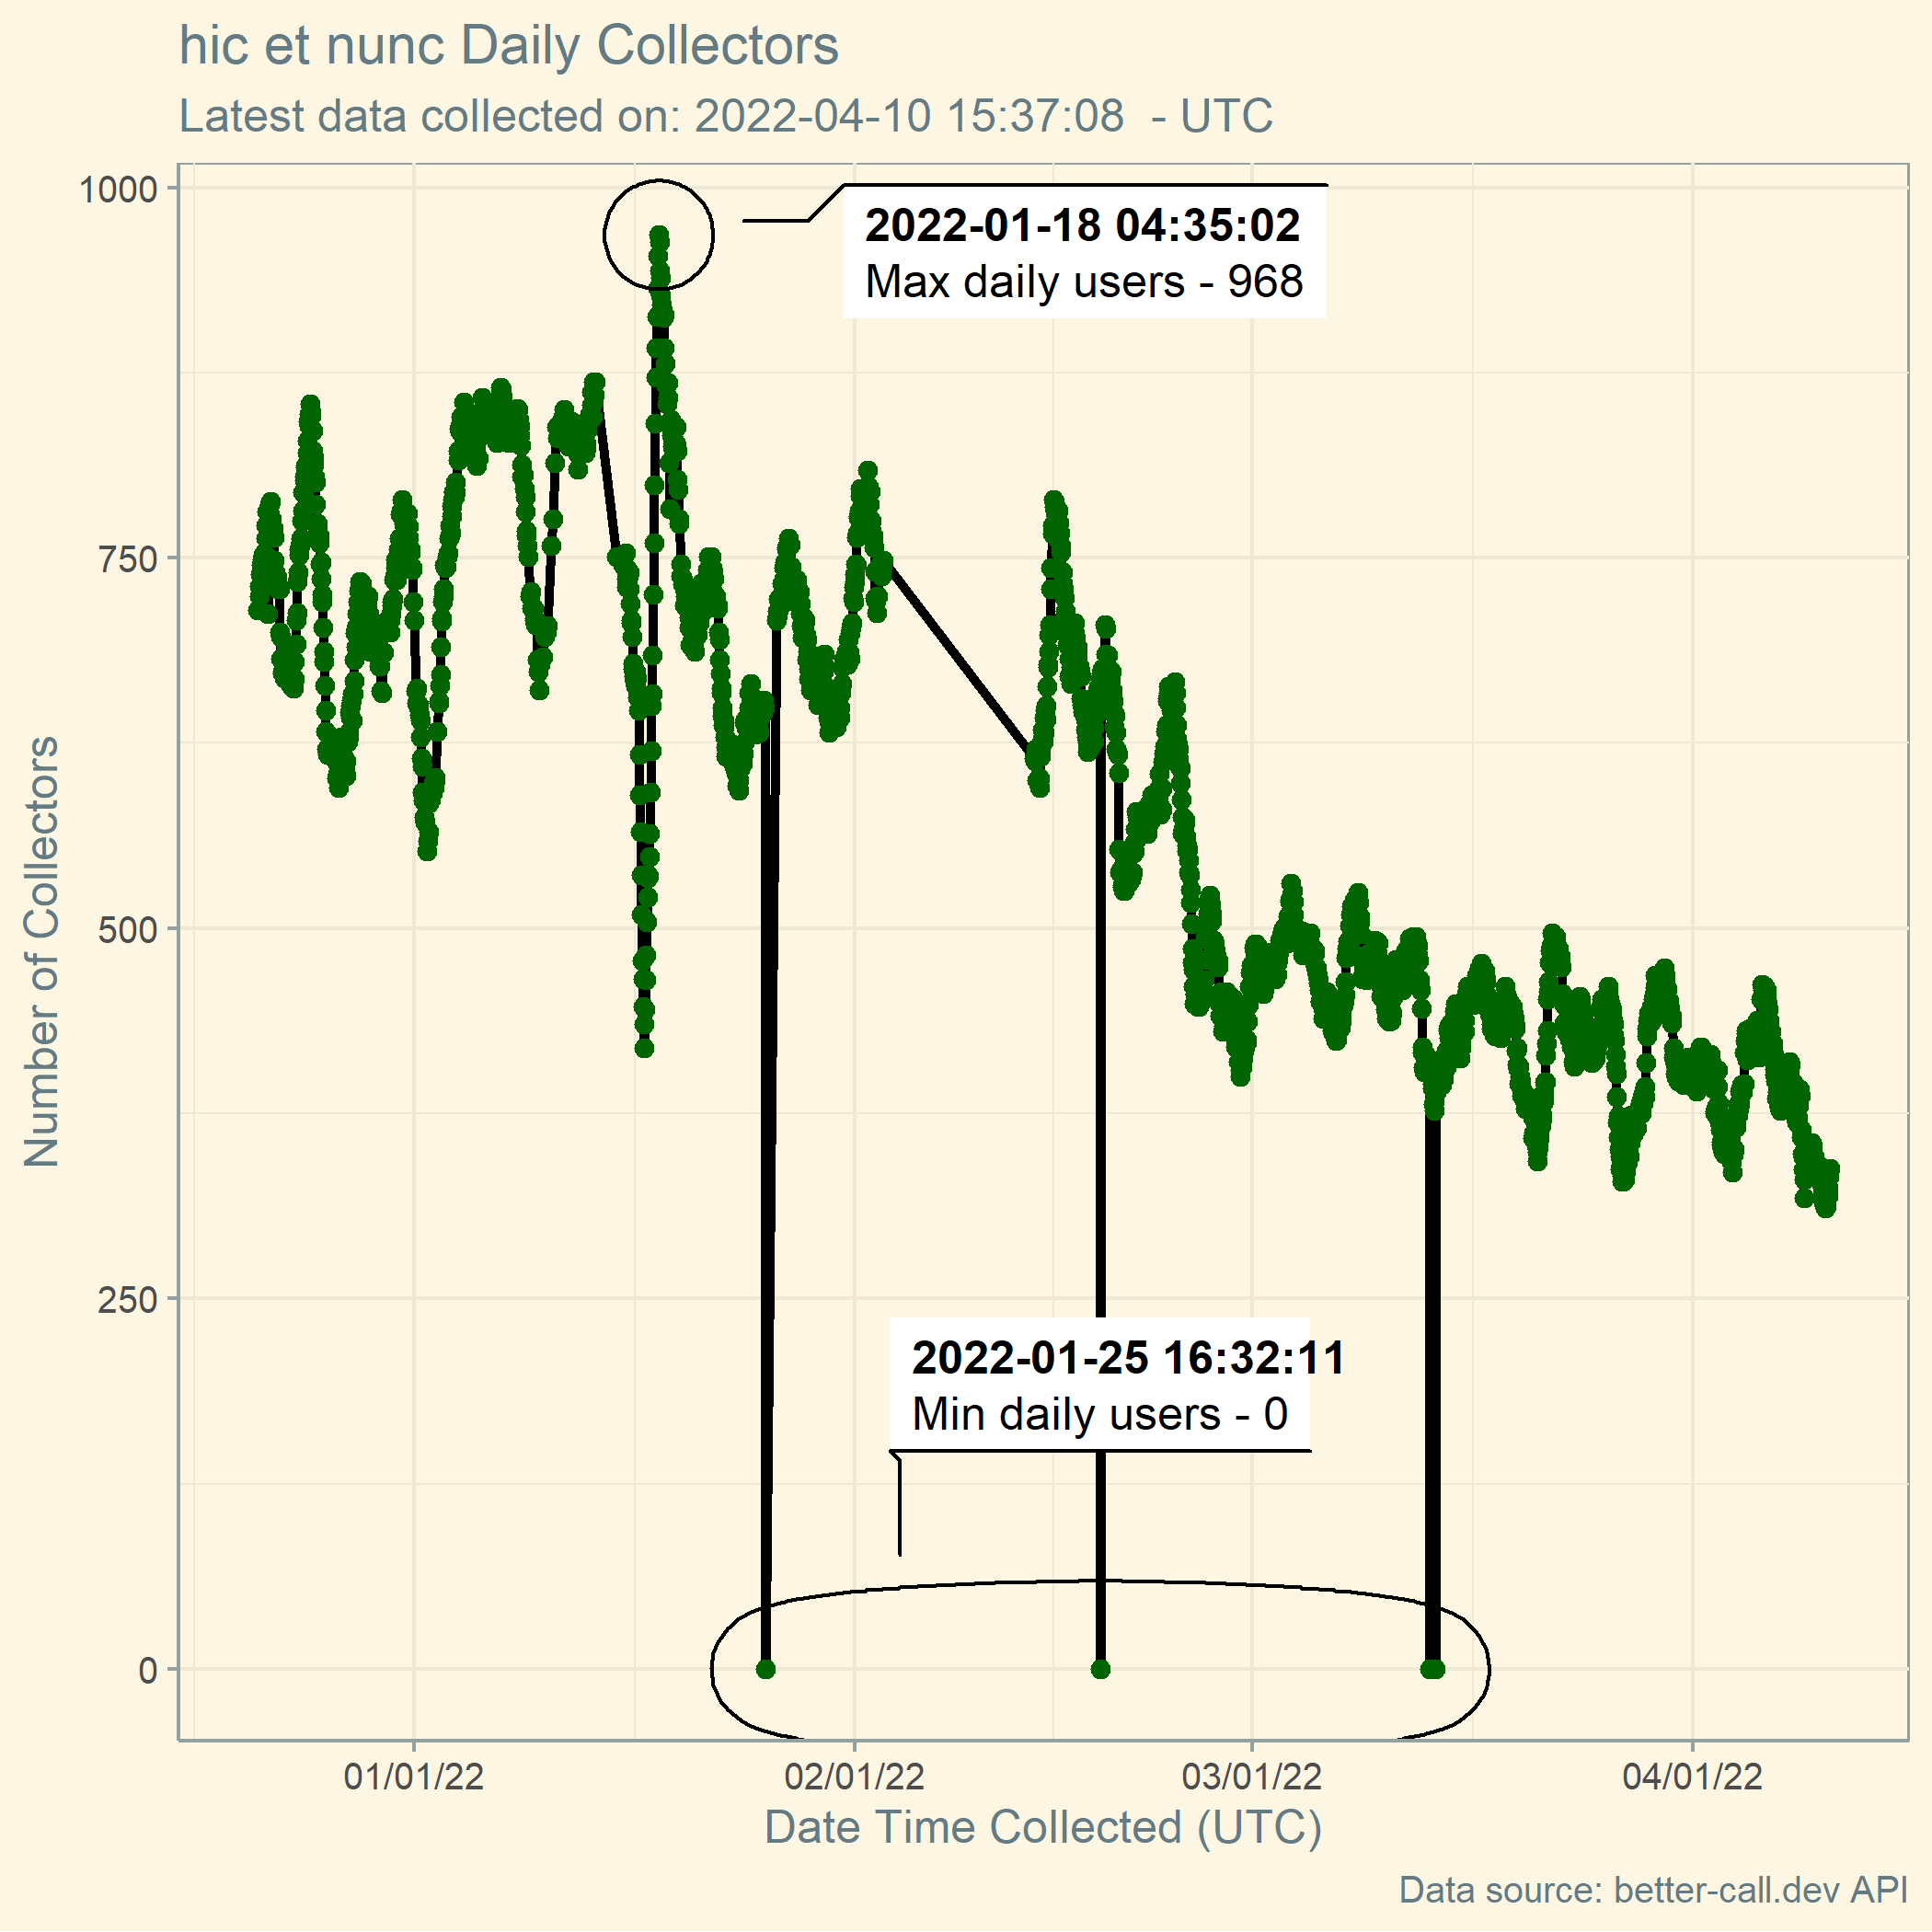 hic et nunc Daily Collectors
Latest data collected on: 2022-04-10 15:37:08  - UTC
1000
750
500
250
0
Number of Collectors
2022-01-18 04:35:02
Max daily users - 968
2022-01-25 16:32:11
Min daily users - 0
01/01/22 02/01/22 03/01/22 04/01/22
Date Time Collected (UTC)
Data source: better-call.dev API